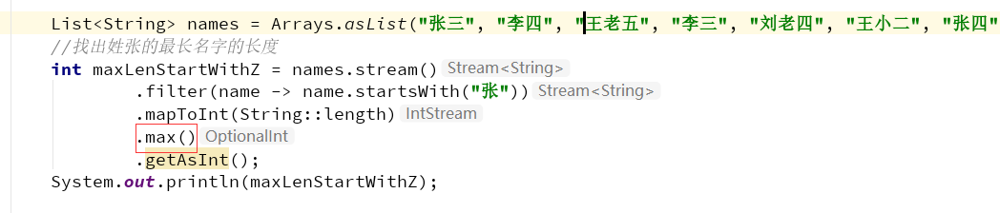 List<String> names = Arrays.asList("张三", "李四", "王老五", "李三", "刘老四", "王小二", "张四"
//找出姓张的最长名字的长度
int maxLenStartWithZ = names.stream() Stream<String>
.filter(name -> name.startsWith("张")) Stream<String>
.mapToInt(String::length) IntStream
.max() OptionalInt
.getAsInt();
System.out.println(maxLenStartWithZ);